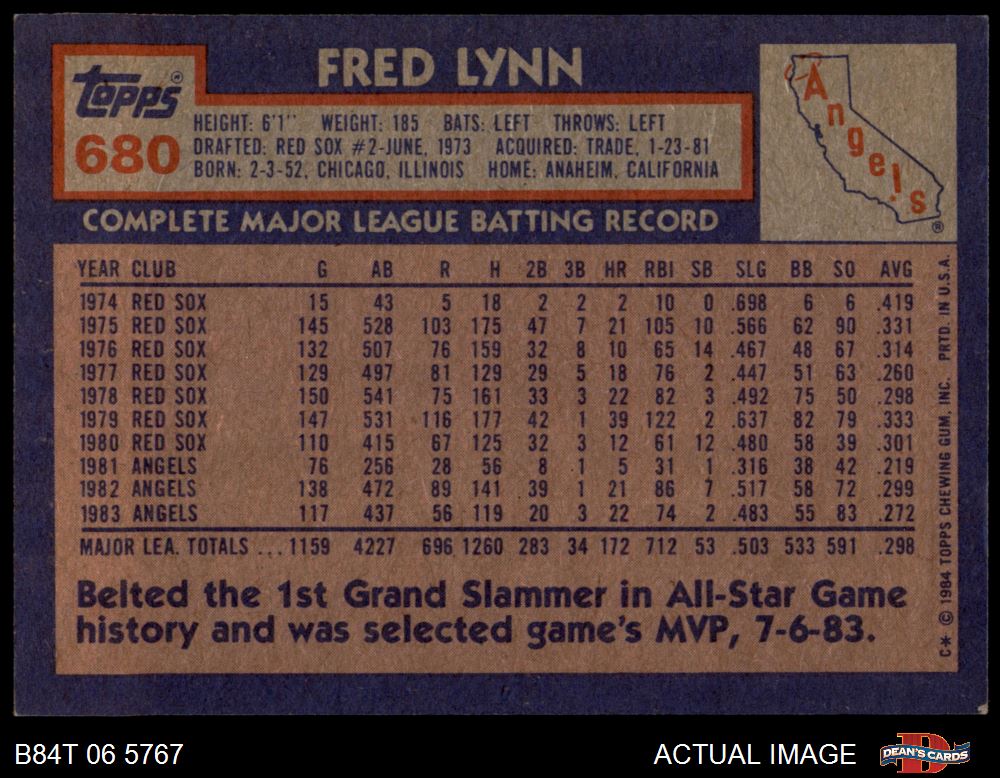 Topps®
680
FRED LYNN
HEIGHT: 6'1" WEIGHT: 185 BATS: LEFT THROWS: LEFT
DRAFTED: RED SOX #2-JUNE, 1973 ACQUIRED: TRADE, 1-23-81
BORN: 2-3-52, CHICAGO, ILLINOIS HOME: ANAHEIM, CALIFORNIA
Angels ®
COMPLETE MAJOR LEAGUE BATTING RECORD
YEAR CLUB G AB R H 2B 3B HR RBI SB SLG BB SO AVG
1974 RED SOX 15 43 5 18 2 2 2 10 0 .698 6 6 .419
1975 RED SOX 145 528 103 175 47 7 21 105 10 .566 62 90 .331
1976 RED SOX 132 507 76 159 32 8 10 65 14 .467 48 67 .314
1977 RED SOX 129 497 81 129 29 5 18 76 2 .447 51 63 .260
1978 RED SOX 150 541 75 161 33 3 22 82 3 .492 75 50 .298
1979 RED SOX 147 531 116 177 42 1 39 122 2 .637 82 79 .333
1980 RED SOX 110 415 67 125 32 3 12 61 12 .480 58 39 .301
1981 ANGELS 76 256 28 56 8 1 5 31 1 .316 38 42 .219
1982 ANGELS 138 472 89 141 39 1 21 86 7 .517 58 72 .299
1983 ANGELS 117 437 56 119 20 3 22 74 2 .483 55 83 .272
MAJOR LEA. TOTALS ...1159 4227 696 1260 283 34 172 712 53 .503 533 591 .298
Belted the 1st Grand Slammer in All-Star Game
history and was selected game's MVP, 7-6-83.
C* © 1984 TOPPS CHEWING GUM, INC. PRTD. IN U.S.A.
B84T 06 5767
ACTUAL IMAGE
DEAN'S CARDS